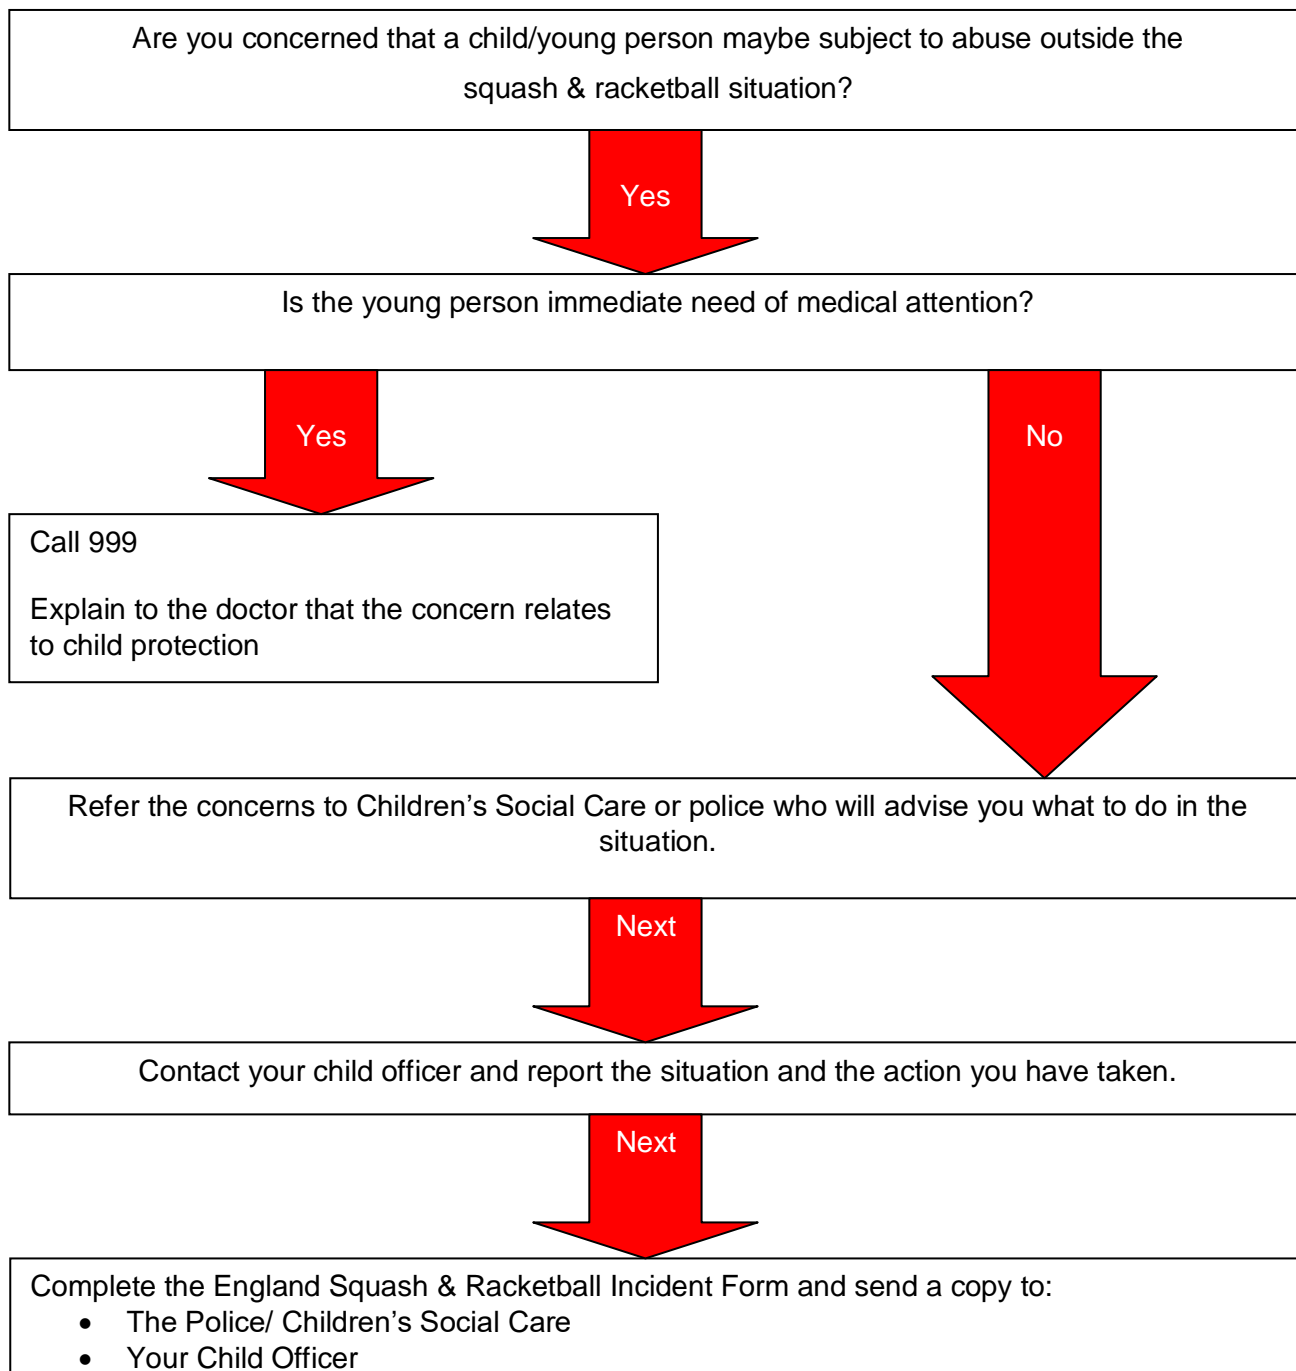 Are you concerned that a child/young person maybe subject to abuse outside the
squash & racketball situation?
Yes
Is the young person immediate need of medical attention?
Yes
No
Call 999
Explain to the doctor that the concern relates
to child protection
Refer the concerns to Children’s Social Care or police who will advise you what to do in the
situation.
Next
Contact your child officer and report the situation and the action you have taken.
Next
Complete the England Squash & Racketball Incident Form and send a copy to:
• The Police/ Children’s Social Care
• Your Child Officer